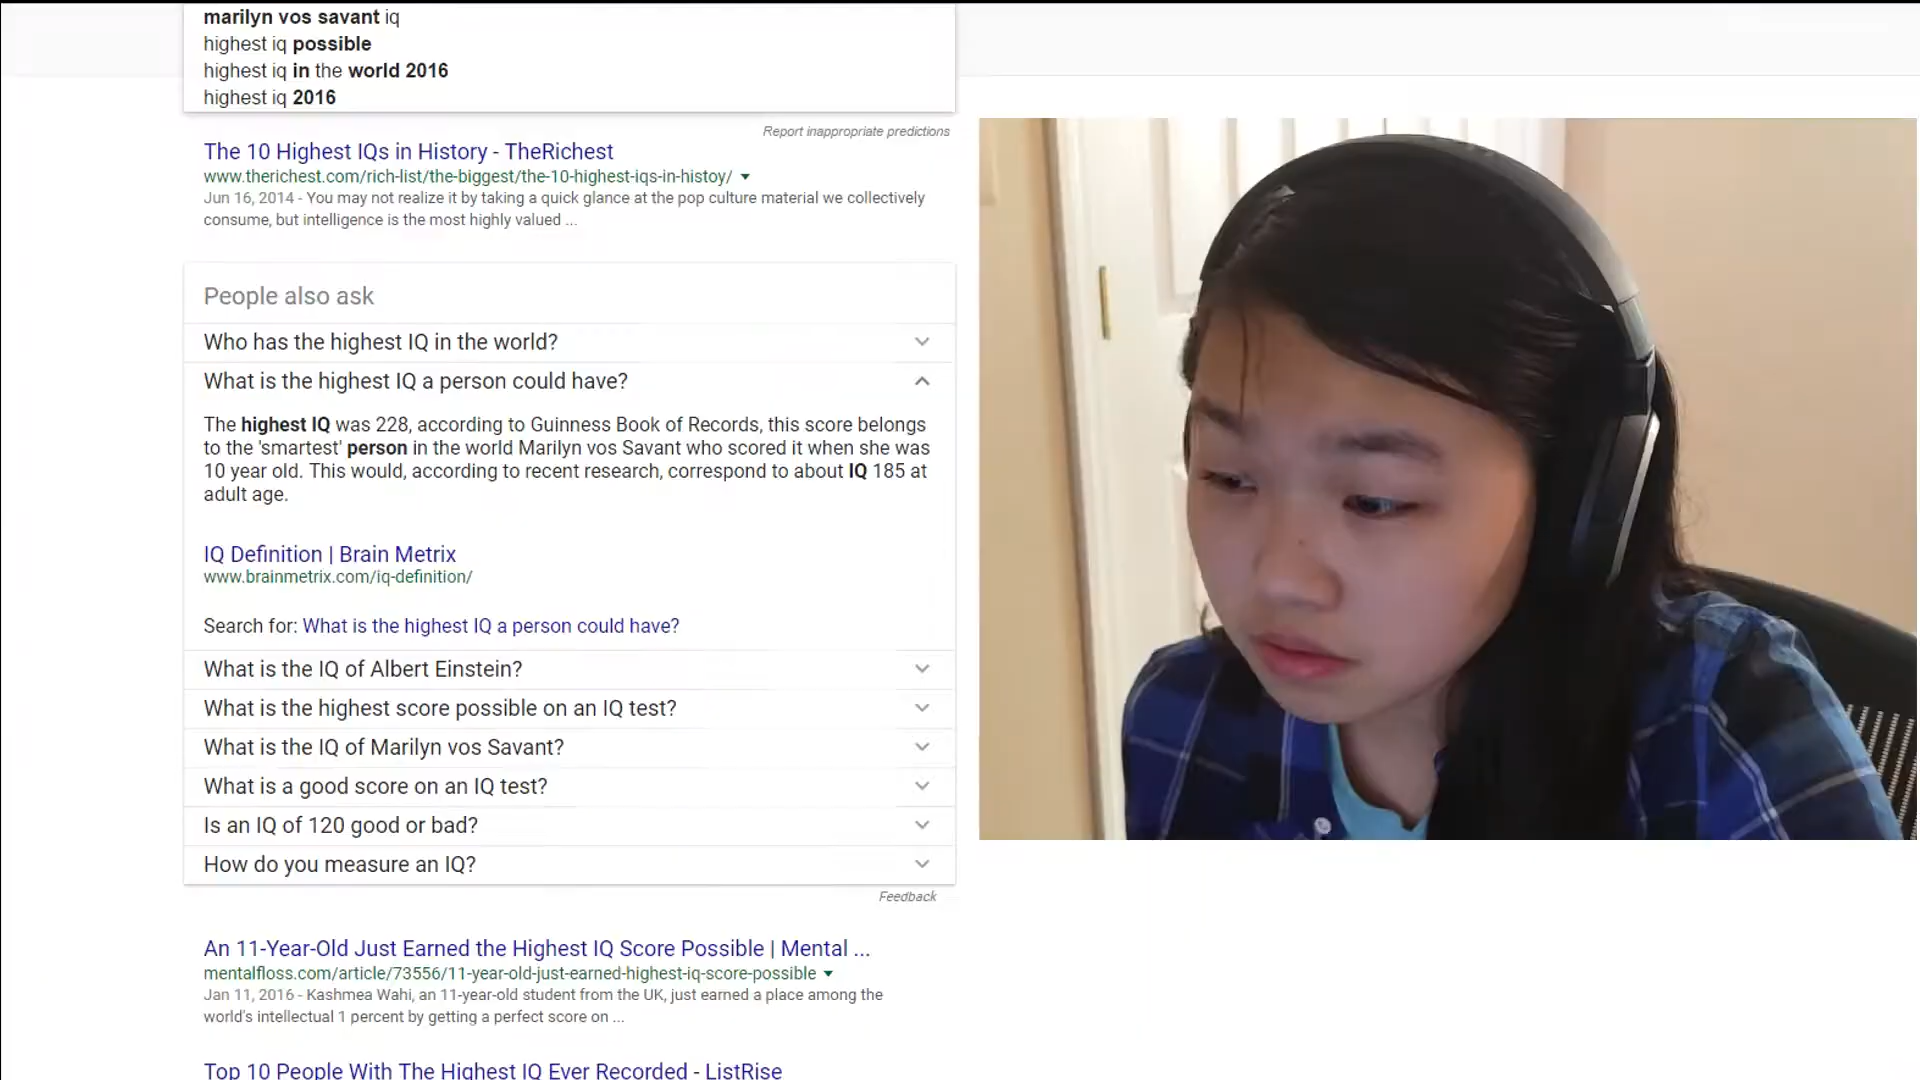 marilyn vos savant iq
highest iq possible
highest iq in the world 2016
highest iq 2016
Report inappropriate predictions
The 10 Highest IQs in History - TheRichest
www.therichest.com/rich-list/the-biggest/the-10-highest-iqs-in-histoy/
Jun 16, 2014 - You may not realize it by taking a quick glance at the pop culture material we collectively
consume, but intelligence is the most highly valued ...
People also ask
Who has the highest IQ in the world?
What is the highest IQ a person could have?
The highest IQ was 228, according to Guinness Book of Records, this score belongs
to the 'smartest' person in the world Marilyn vos Savant who scored it when she was
10 year old. This would, according to recent research, correspond to about IQ 185 at
adult age.
IQ Definition | Brain Metrix
www.brainmetrix.com/iq-definition/
Search for: What is the highest IQ a person could have?
What is the IQ of Albert Einstein?
What is the highest score possible on an IQ test?
What is the IQ of Marilyn vos Savant?
What is a good score on an IQ test?
Is an IQ of 120 good or bad?
How do you measure an IQ?
Feedback
An 11-Year-Old Just Earned the Highest IQ Score Possible | Mental ...
mentalfloss.com/article/73556/11-year-old-just-earned-highest-iq-score-possible
Jan 11, 2016 - Kashmea Wahi, an 11-year-old student from the UK, just earned a place among the
world's intellectual 1 percent by getting a perfect score on ...
Top 10 People With The Highest IQ Ever Recorded - ListRise